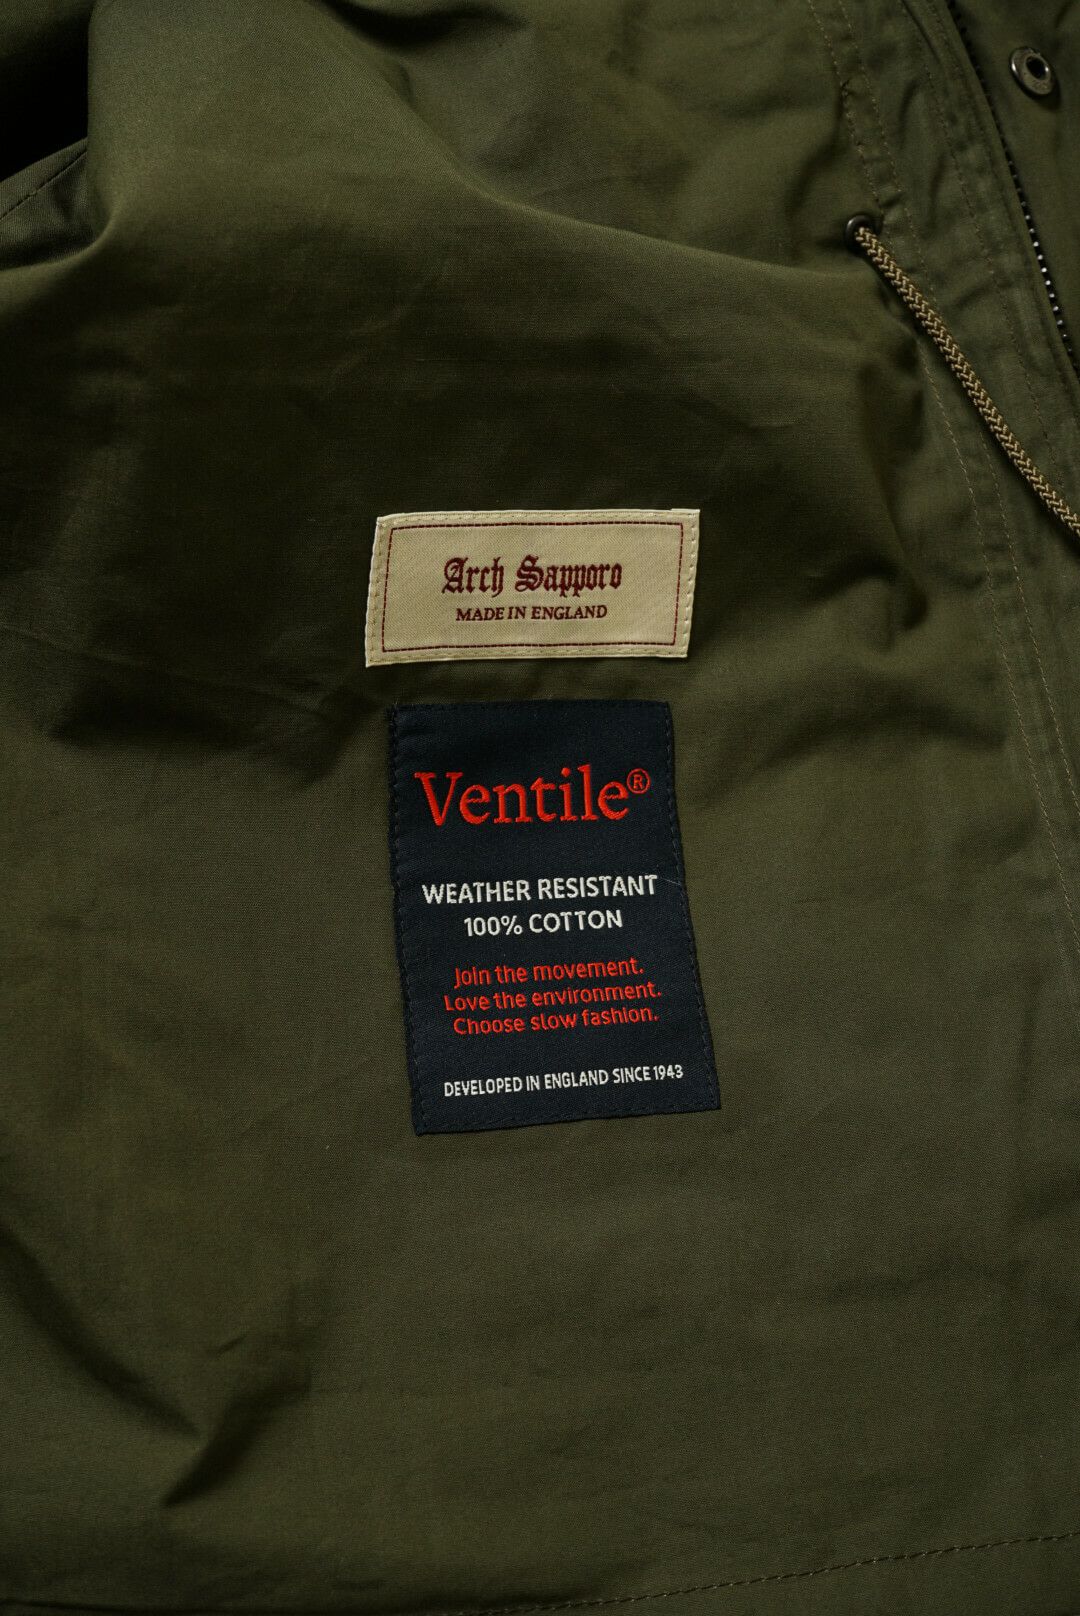 Arch Sapporo
MADE IN ENGLAND
Ventile®
WEATHER RESISTANT
100% COTTON
Join the movement.
Love the environment.
Choose slow fashion.
DEVELOPED IN ENGLAND SINCE 1943